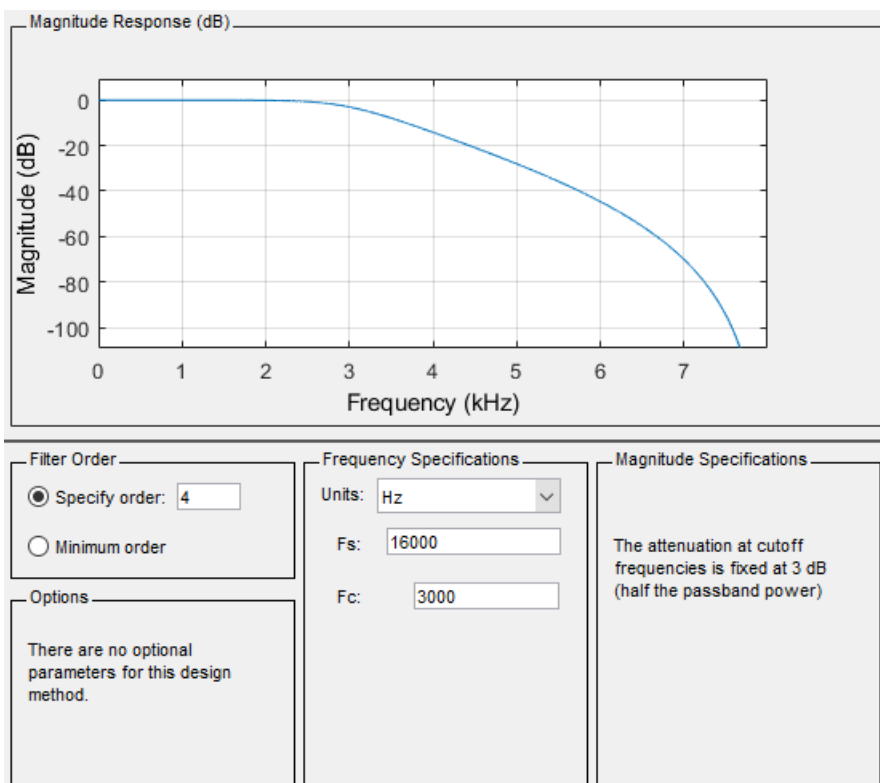 Magnitude Response (dB)
0
-20
-40
-60
-80
-100
Magnitude (dB)
0 1 2 3 4 5 6 7
Frequency (kHz)
Filter Order
Specify order: 4
Minimum order
Options
There are no optional
parameters for this design
method.
Frequency Specifications
Units: Hz
Fs: 16000
Fc: 3000
Magnitude Specifications
The attenuation at cutoff
frequencies is fixed at 3 dB
(half the passband power)